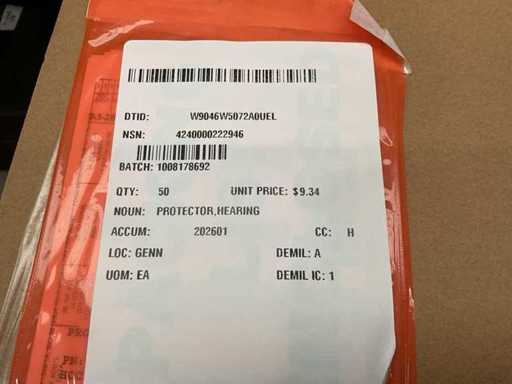 DTID: W9046W5072A0UEL
NSN: 4240000222946
BATCH: 1008178692
QTY: 50 UNIT PRICE: $9.34
NOUN: PROTECTOR,HEARING
ACCUM: 202601 CC: H
LOC: GENN DEMIL: A
UOM: EA DEMIL IC: 1
PN: